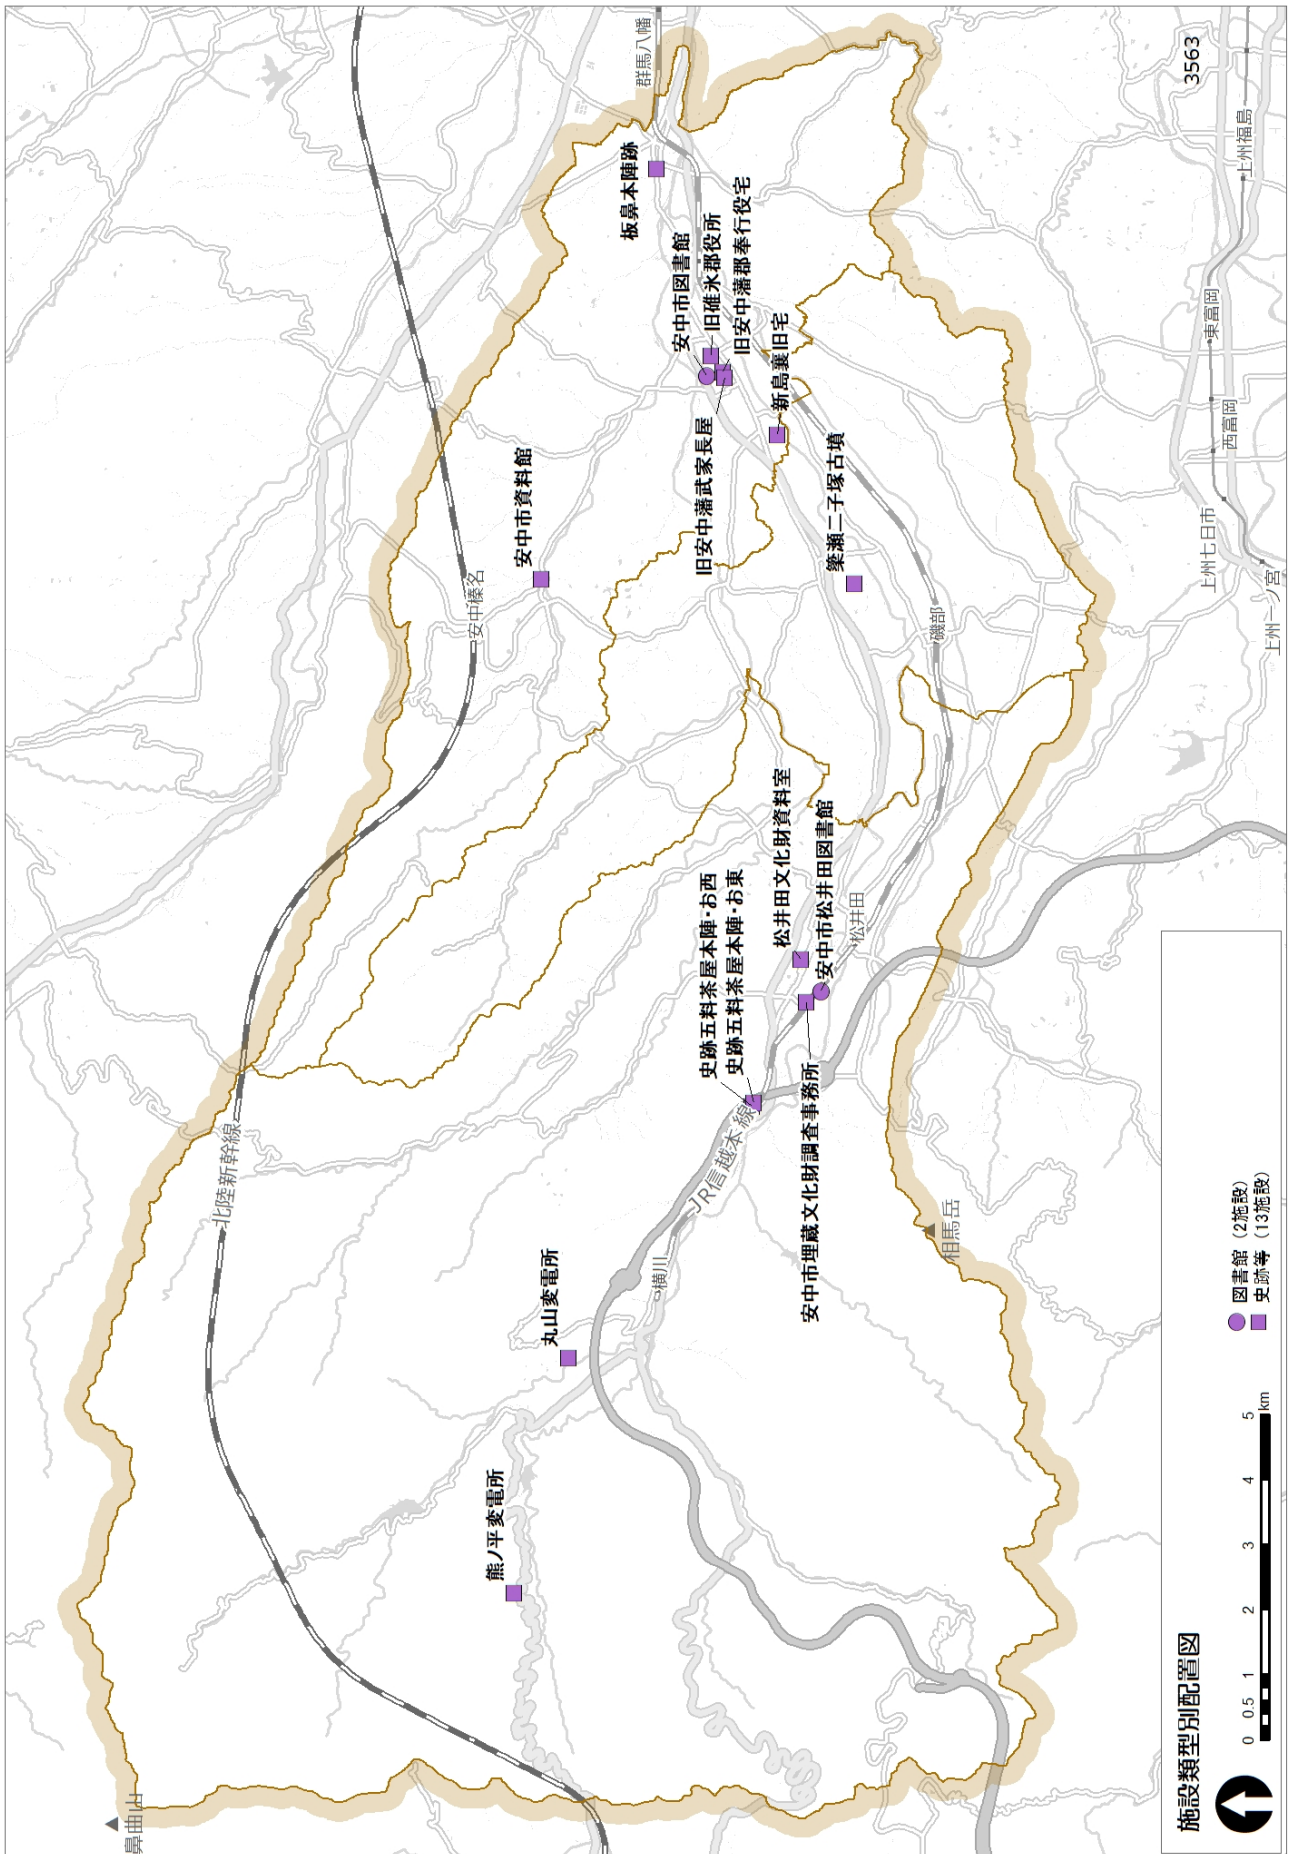 鼻曲山
北陸新幹線
安中榛名
群馬八幡
板鼻本陣跡
安中市資料館
安中市図書館
旧碓氷郡役所
旧安中藩郡奉行役宅
旧安中藩武家長屋
新島襄旧宅
簗瀬二子塚古墳
磯部
熊ノ平変電所
丸山変電所
横川
JR信越本線
史跡五料茶屋本陣・お西
史跡五料茶屋本陣・お東
松井田文化財資料室
安中市松井田図書館
安中市埋蔵文化財調査事務所
松井田
相馬岳
上州七日市
上州一ノ宮
西富岡
東富岡
上州福島
3563
施設類型別配置図
0 0.5 1 2 3 4 5 km
図書館（2施設）
史跡等（13施設）